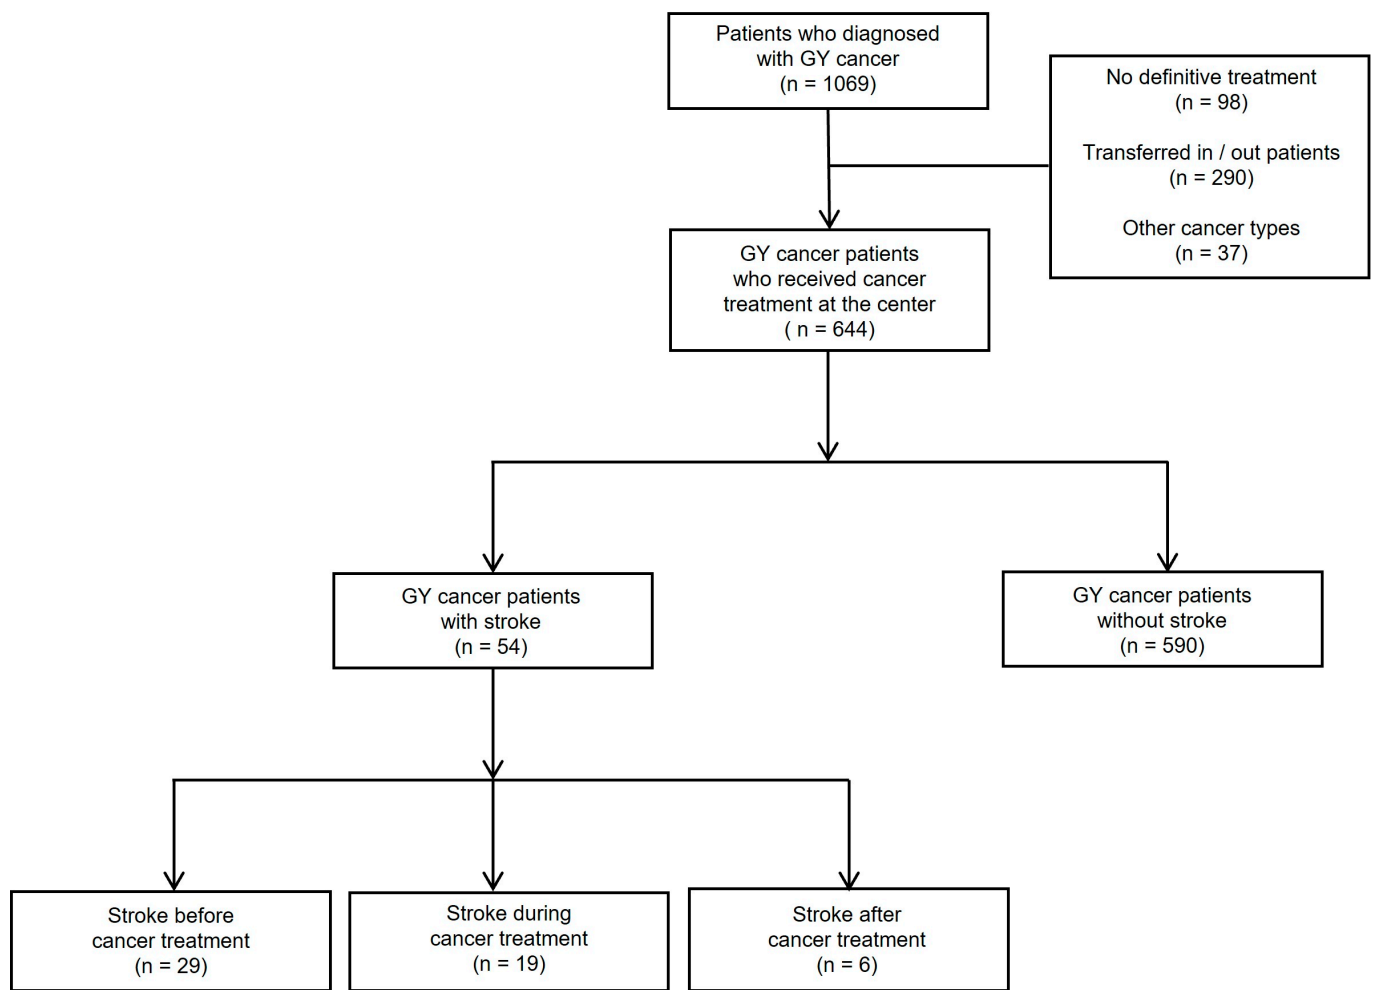 Patients who diagnosed
with GY cancer
(n = 1069)
No definitive treatment
(n = 98)
Transferred in / out patients
(n = 290)
Other cancer types
(n = 37)
GY cancer patients
who received cancer
treatment at the center
( n = 644)
GY cancer patients
with stroke
(n = 54)
GY cancer patients
without stroke
(n = 590)
Stroke before
cancer treatment
(n = 29)
Stroke during
cancer treatment
(n = 19)
Stroke after
cancer treatment
(n = 6)